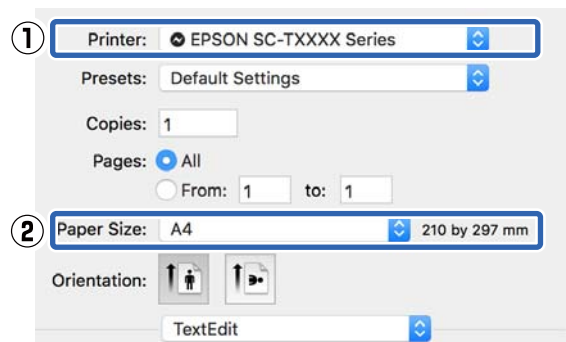 ① Printer: EPSON SC-TXXXX Series
Presets: Default Settings
Copies: 1
Pages: All
From: 1 to: 1
② Paper Size: A4 210 by 297 mm
Orientation:
TextEdit